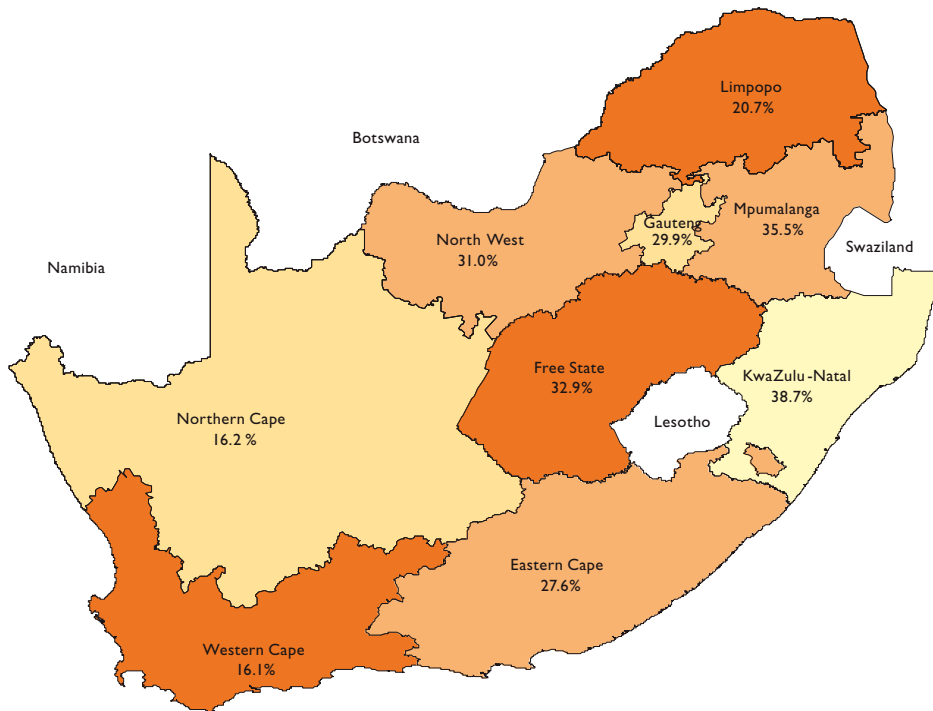 Limpopo
20.7%
Botswana
Mpumalanga
35.5%
Gauteng
29.9%
North West
31.0%
Swaziland
Namibia
Free State
32.9%
KwaZulu-Natal
38.7%
Northern Cape
16.2 %
Lesotho
Eastern Cape
27.6%
Western Cape
16.1%